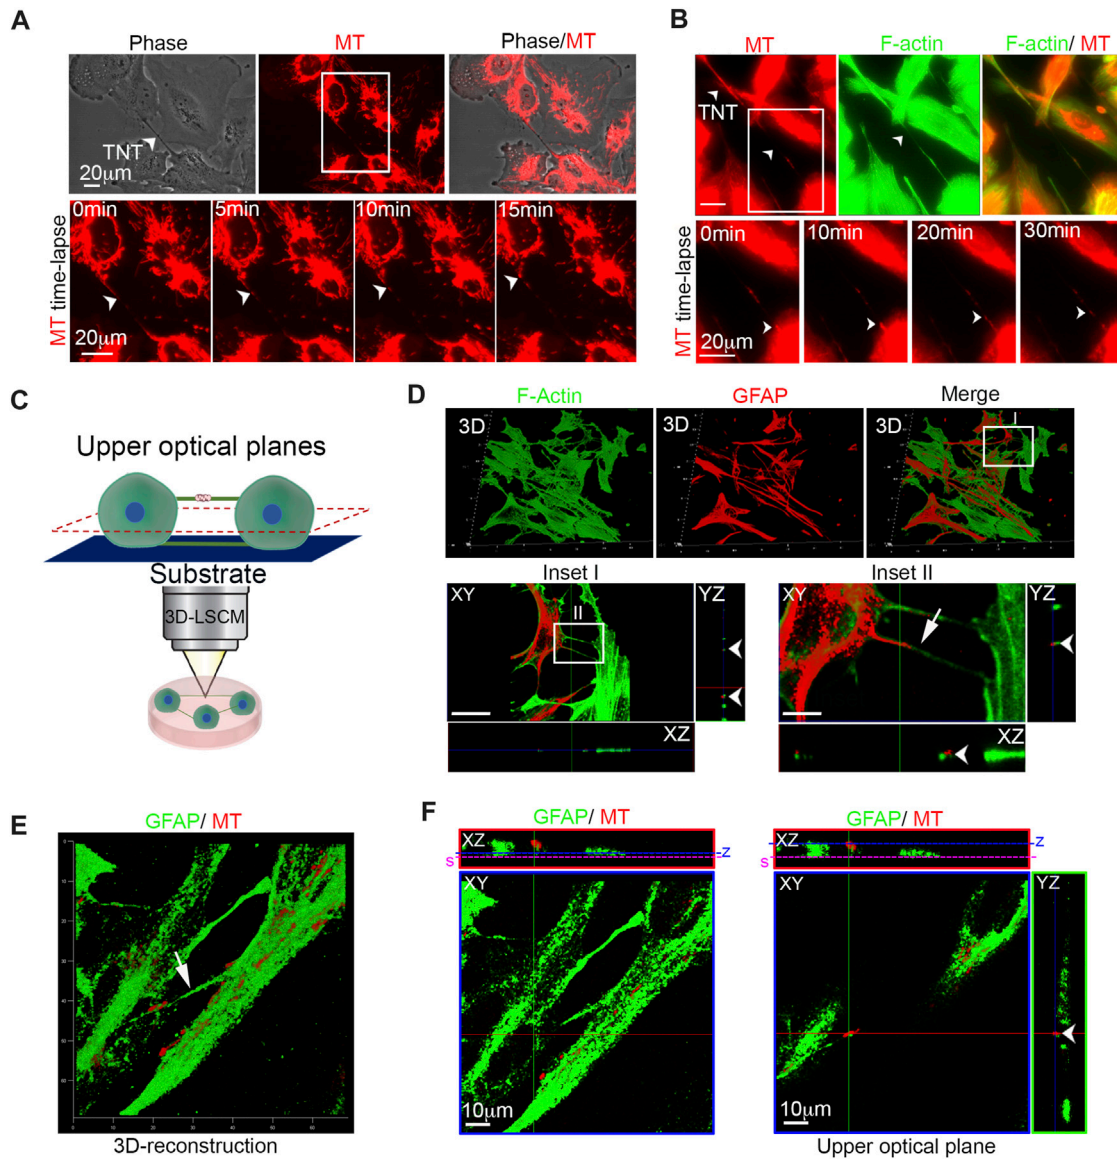 A
Phase
MT
Phase/MT
TNT
20μm
MT time-lapse
0min
5min
10min
15min
20μm
B
MT
F-actin
F-actin/ MT
TNT
MT time-lapse
0min
10min
20min
30min
20μm
C
Upper optical planes
Substrate
3D-LSCM
D
F-Actin
GFAP
Merge
3D
3D
3D
I
Inset I
Inset II
XY
II
YZ
XZ
XY
YZ
XZ
E
GFAP/ MT
3D-reconstruction
F
GFAP/ MT
GFAP/ MT
XZ
z
s
XY
10μm
XZ
z
s
XY
YZ
10μm
Upper optical plane